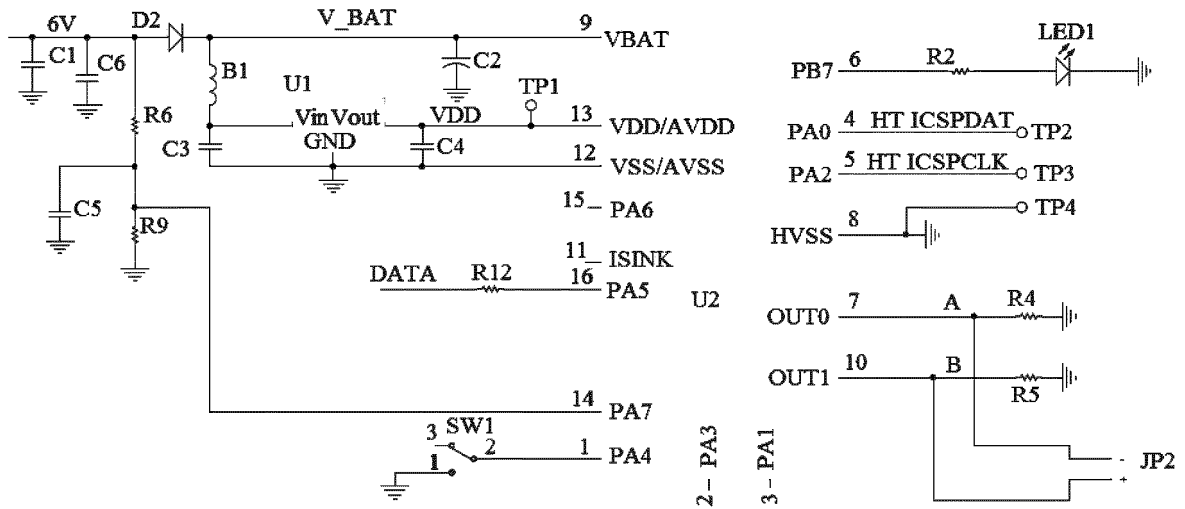 6V D2 V_BAT 9 VBAT
C1 C6 B1 C2
U1 TP1
R6 Vin Vout VDD 13 VDD/AVDD
GND
C3 C4 12 VSS/AVSS
C5 R9
15 PA6
11 ISINK
DATA R12 16 PA5
U2
14 PA7
SW1
3 2 1 PA4
1
2 – PA3
3 – PA1
LED1
PB7 6 R2
PA0 4 HT ICSPDAT TP2
PA2 5 HT ICSPCLK TP3
TP4
HVSS 8
OUT0 7 A R4
OUT1 10 B
R5
-
JP2
+